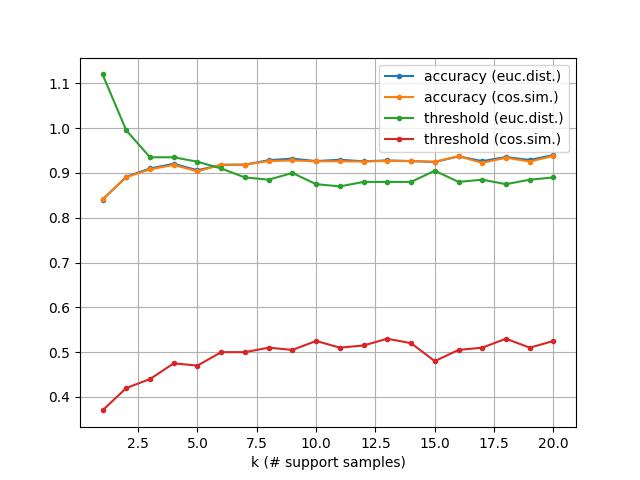 1.1
1.0
0.9
0.8
0.7
0.6
0.5
0.4
accuracy (euc.dist.)
accuracy (cos.sim.)
threshold (euc.dist.)
threshold (cos.sim.)
2.5 5.0 7.5 10.0 12.5 15.0 17.5 20.0
k (# support samples)